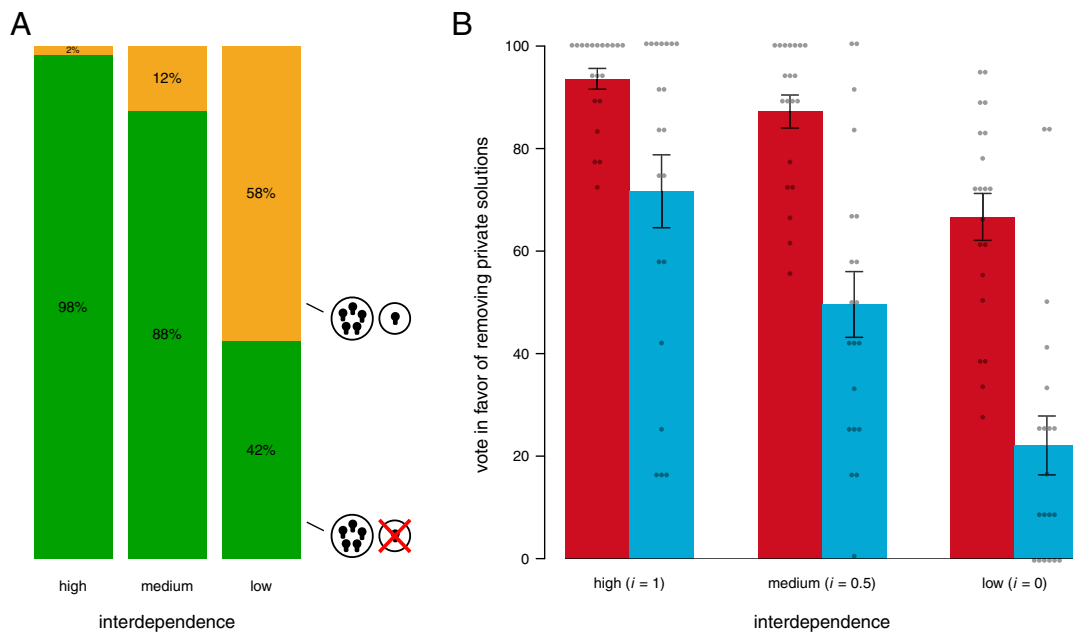 A
2%
12%
58%
98%
88%
42%
high
medium
low
interdependence
B
vote in favor of removing private solutions
100
80
60
40
20
0
high (i = 1)
medium (i = 0.5)
low (i = 0)
interdependence